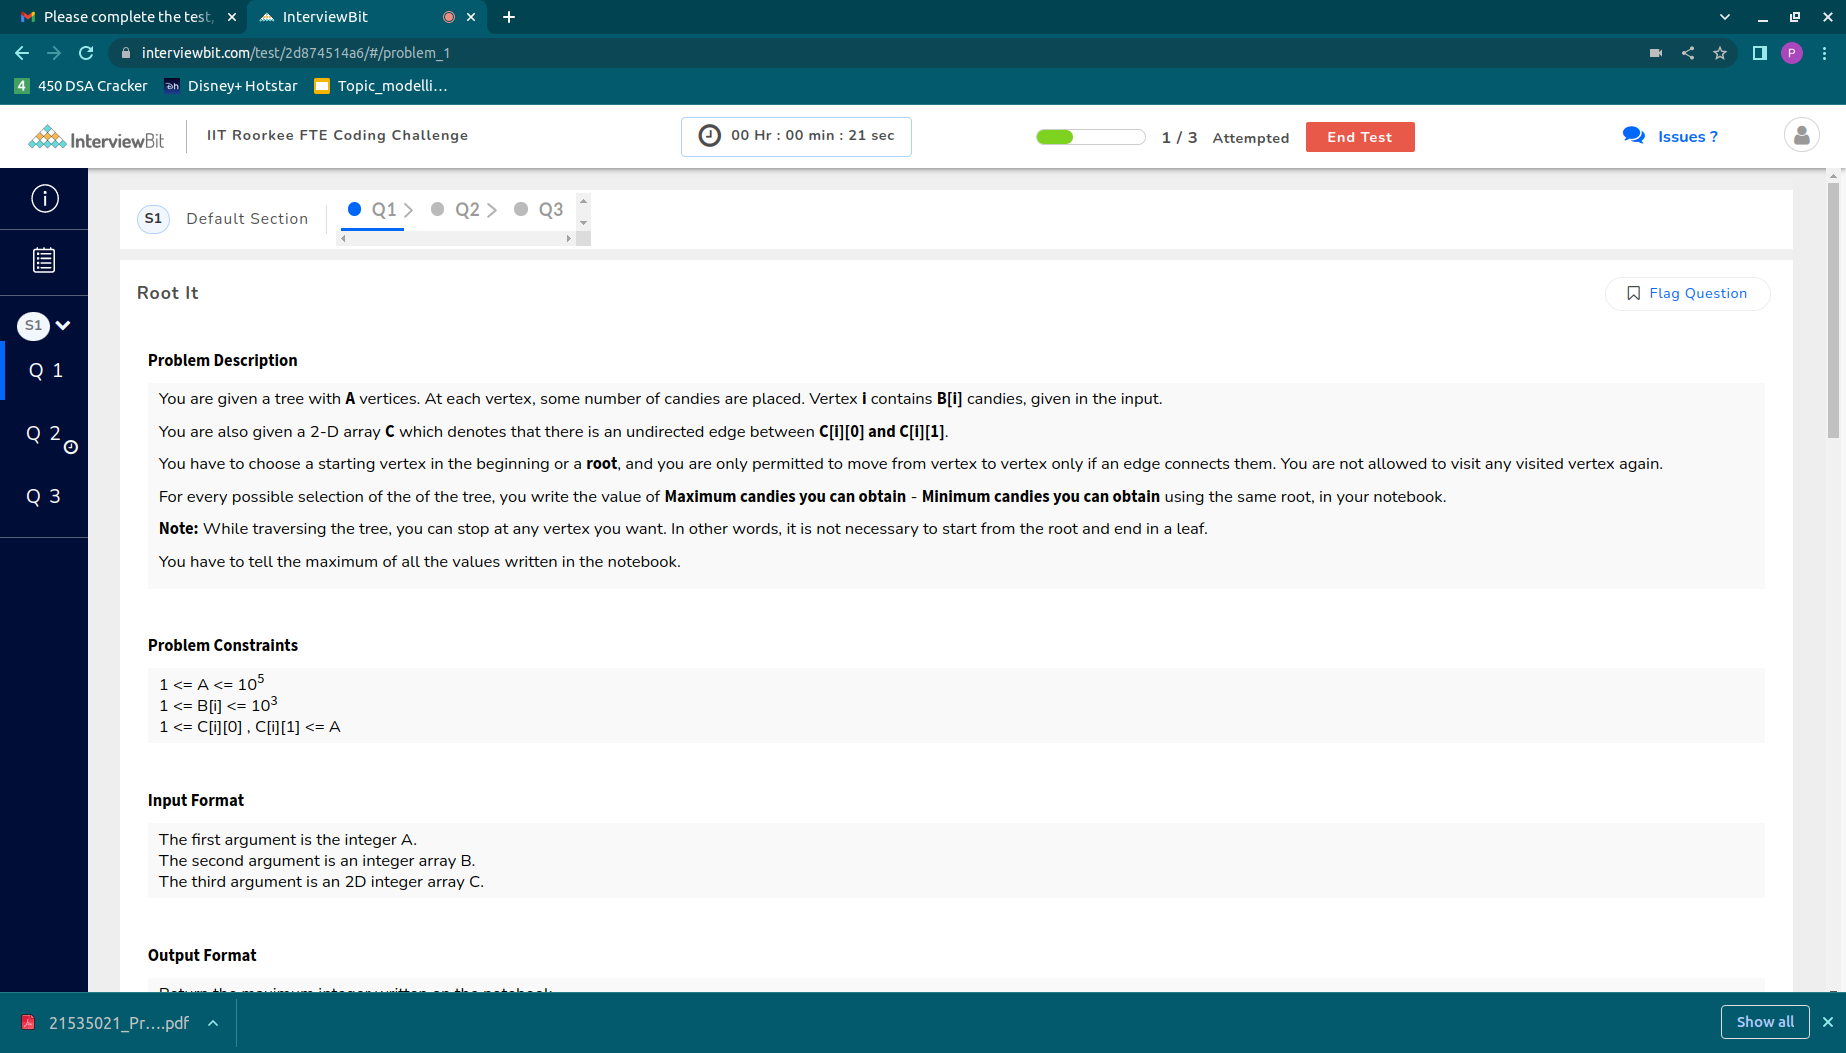 Please complete the test,
InterviewBit
interviewbit.com/test/2d874514a6/#/problem_1
P
4 450 DSA Cracker
Disney+ Hotstar
Topic_modelli...
InterviewBit
IIT Roorkee FTE Coding Challenge
00 Hr : 00 min : 21 sec
1 / 3 Attempted
End Test
Issues ?
S1 Default Section
Q1 Q2 Q3
S1
Q 1
Q 2
Q 3
Root It
Flag Question
Problem Description
You are given a tree with A vertices. At each vertex, some number of candies are placed. Vertex i contains B[i] candies, given in the input.
You are also given a 2-D array C which denotes that there is an undirected edge between C[i][0] and C[i][1].
You have to choose a starting vertex in the beginning or a root, and you are only permitted to move from vertex to vertex only if an edge connects them. You are not allowed to visit any visited vertex again.
For every possible selection of the of the tree, you write the value of Maximum candies you can obtain - Minimum candies you can obtain using the same root, in your notebook.
Note: While traversing the tree, you can stop at any vertex you want. In other words, it is not necessary to start from the root and end in a leaf.
You have to tell the maximum of all the values written in the notebook.
Problem Constraints
1 <= A <= 10^5
1 <= B[i] <= 10^3
1 <= C[i][0] , C[i][1] <= A
Input Format
The first argument is the integer A.
The second argument is an integer array B.
The third argument is an 2D integer array C.
Output Format
Return the maximum integer written on the notebook
21535021_Pr....pdf
Show all